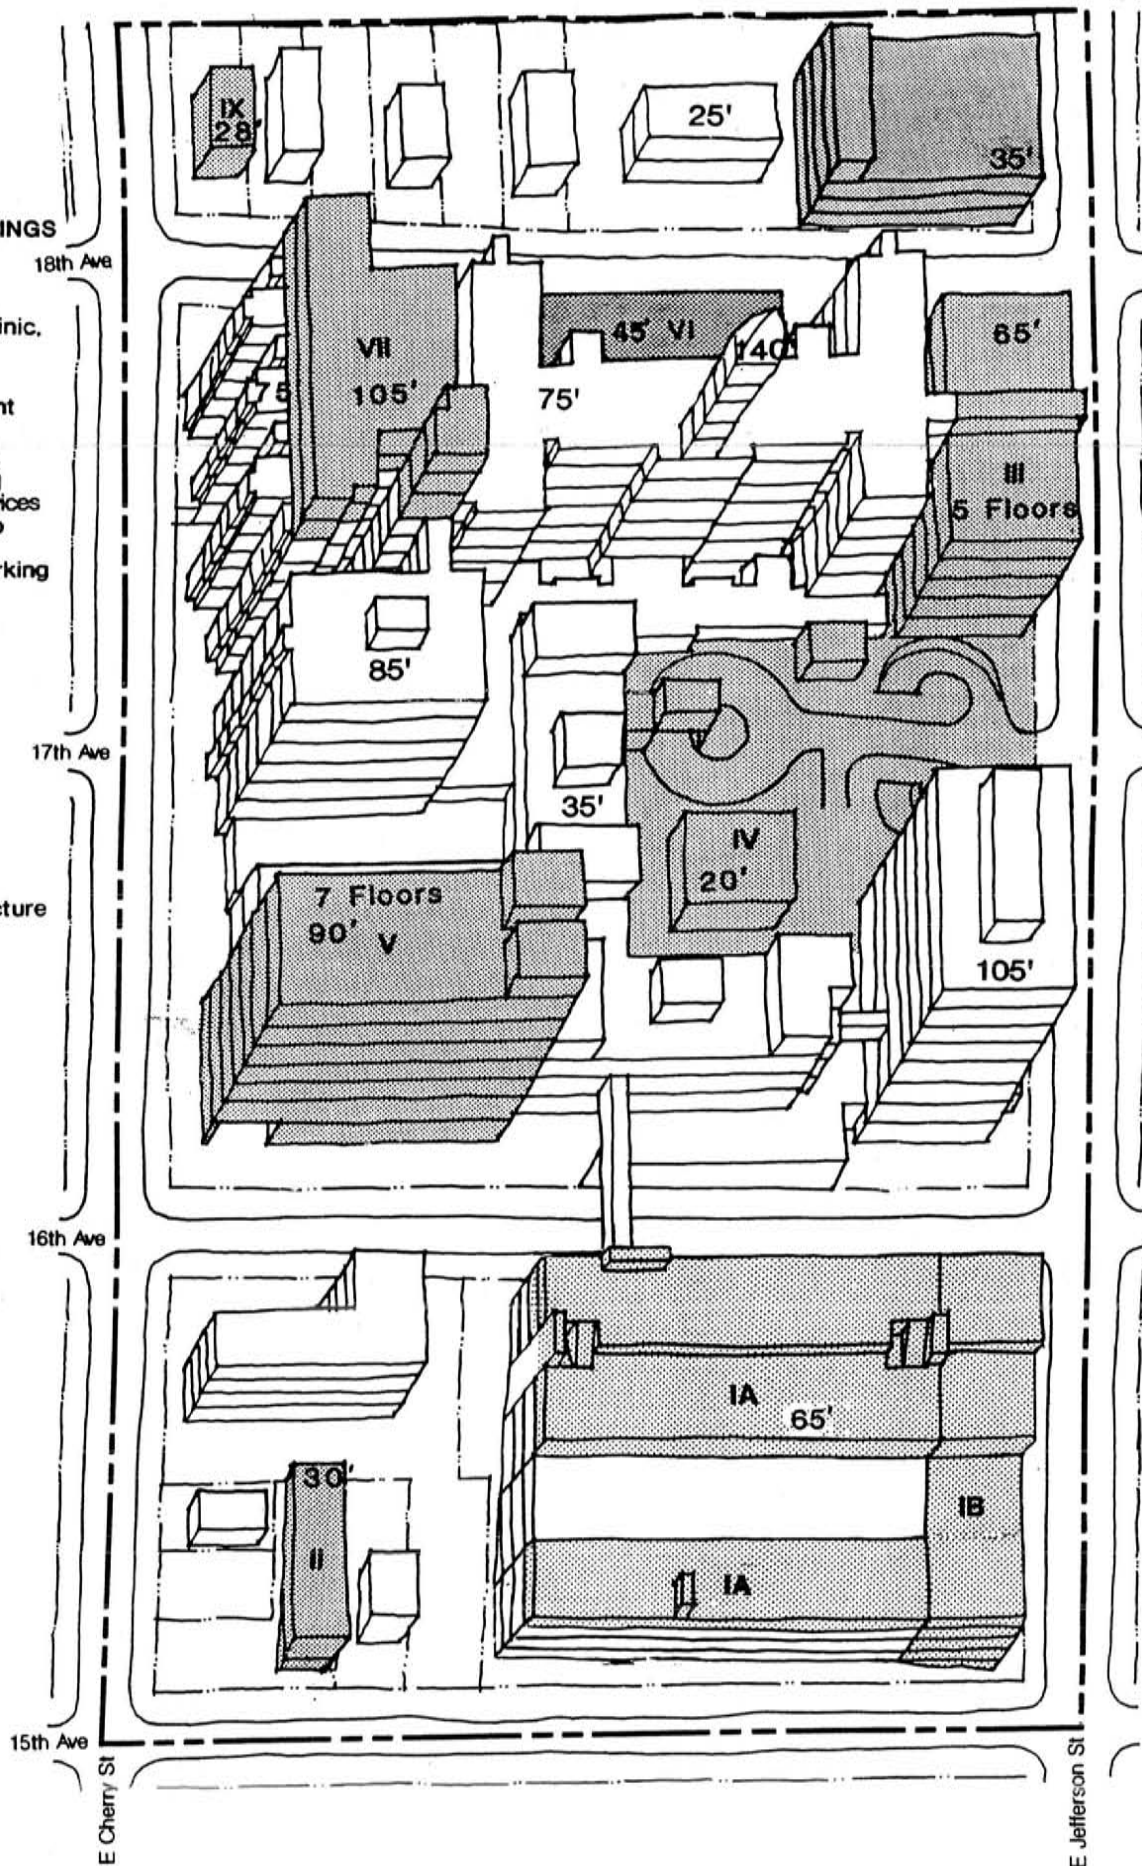 IX
28'
25'
35'
INGS
18th Ave
inic,
45' VI
65'
VII
140'
105'
75'
5
nt
III
5 Floors
ices
rking
85'
17th Ave
35'
IV
20'
7 Floors
90'
V
cture
105'
16th Ave
IA
65'
30'
IB
II
IA
15th Ave
E Cherry St
E Jefferson St